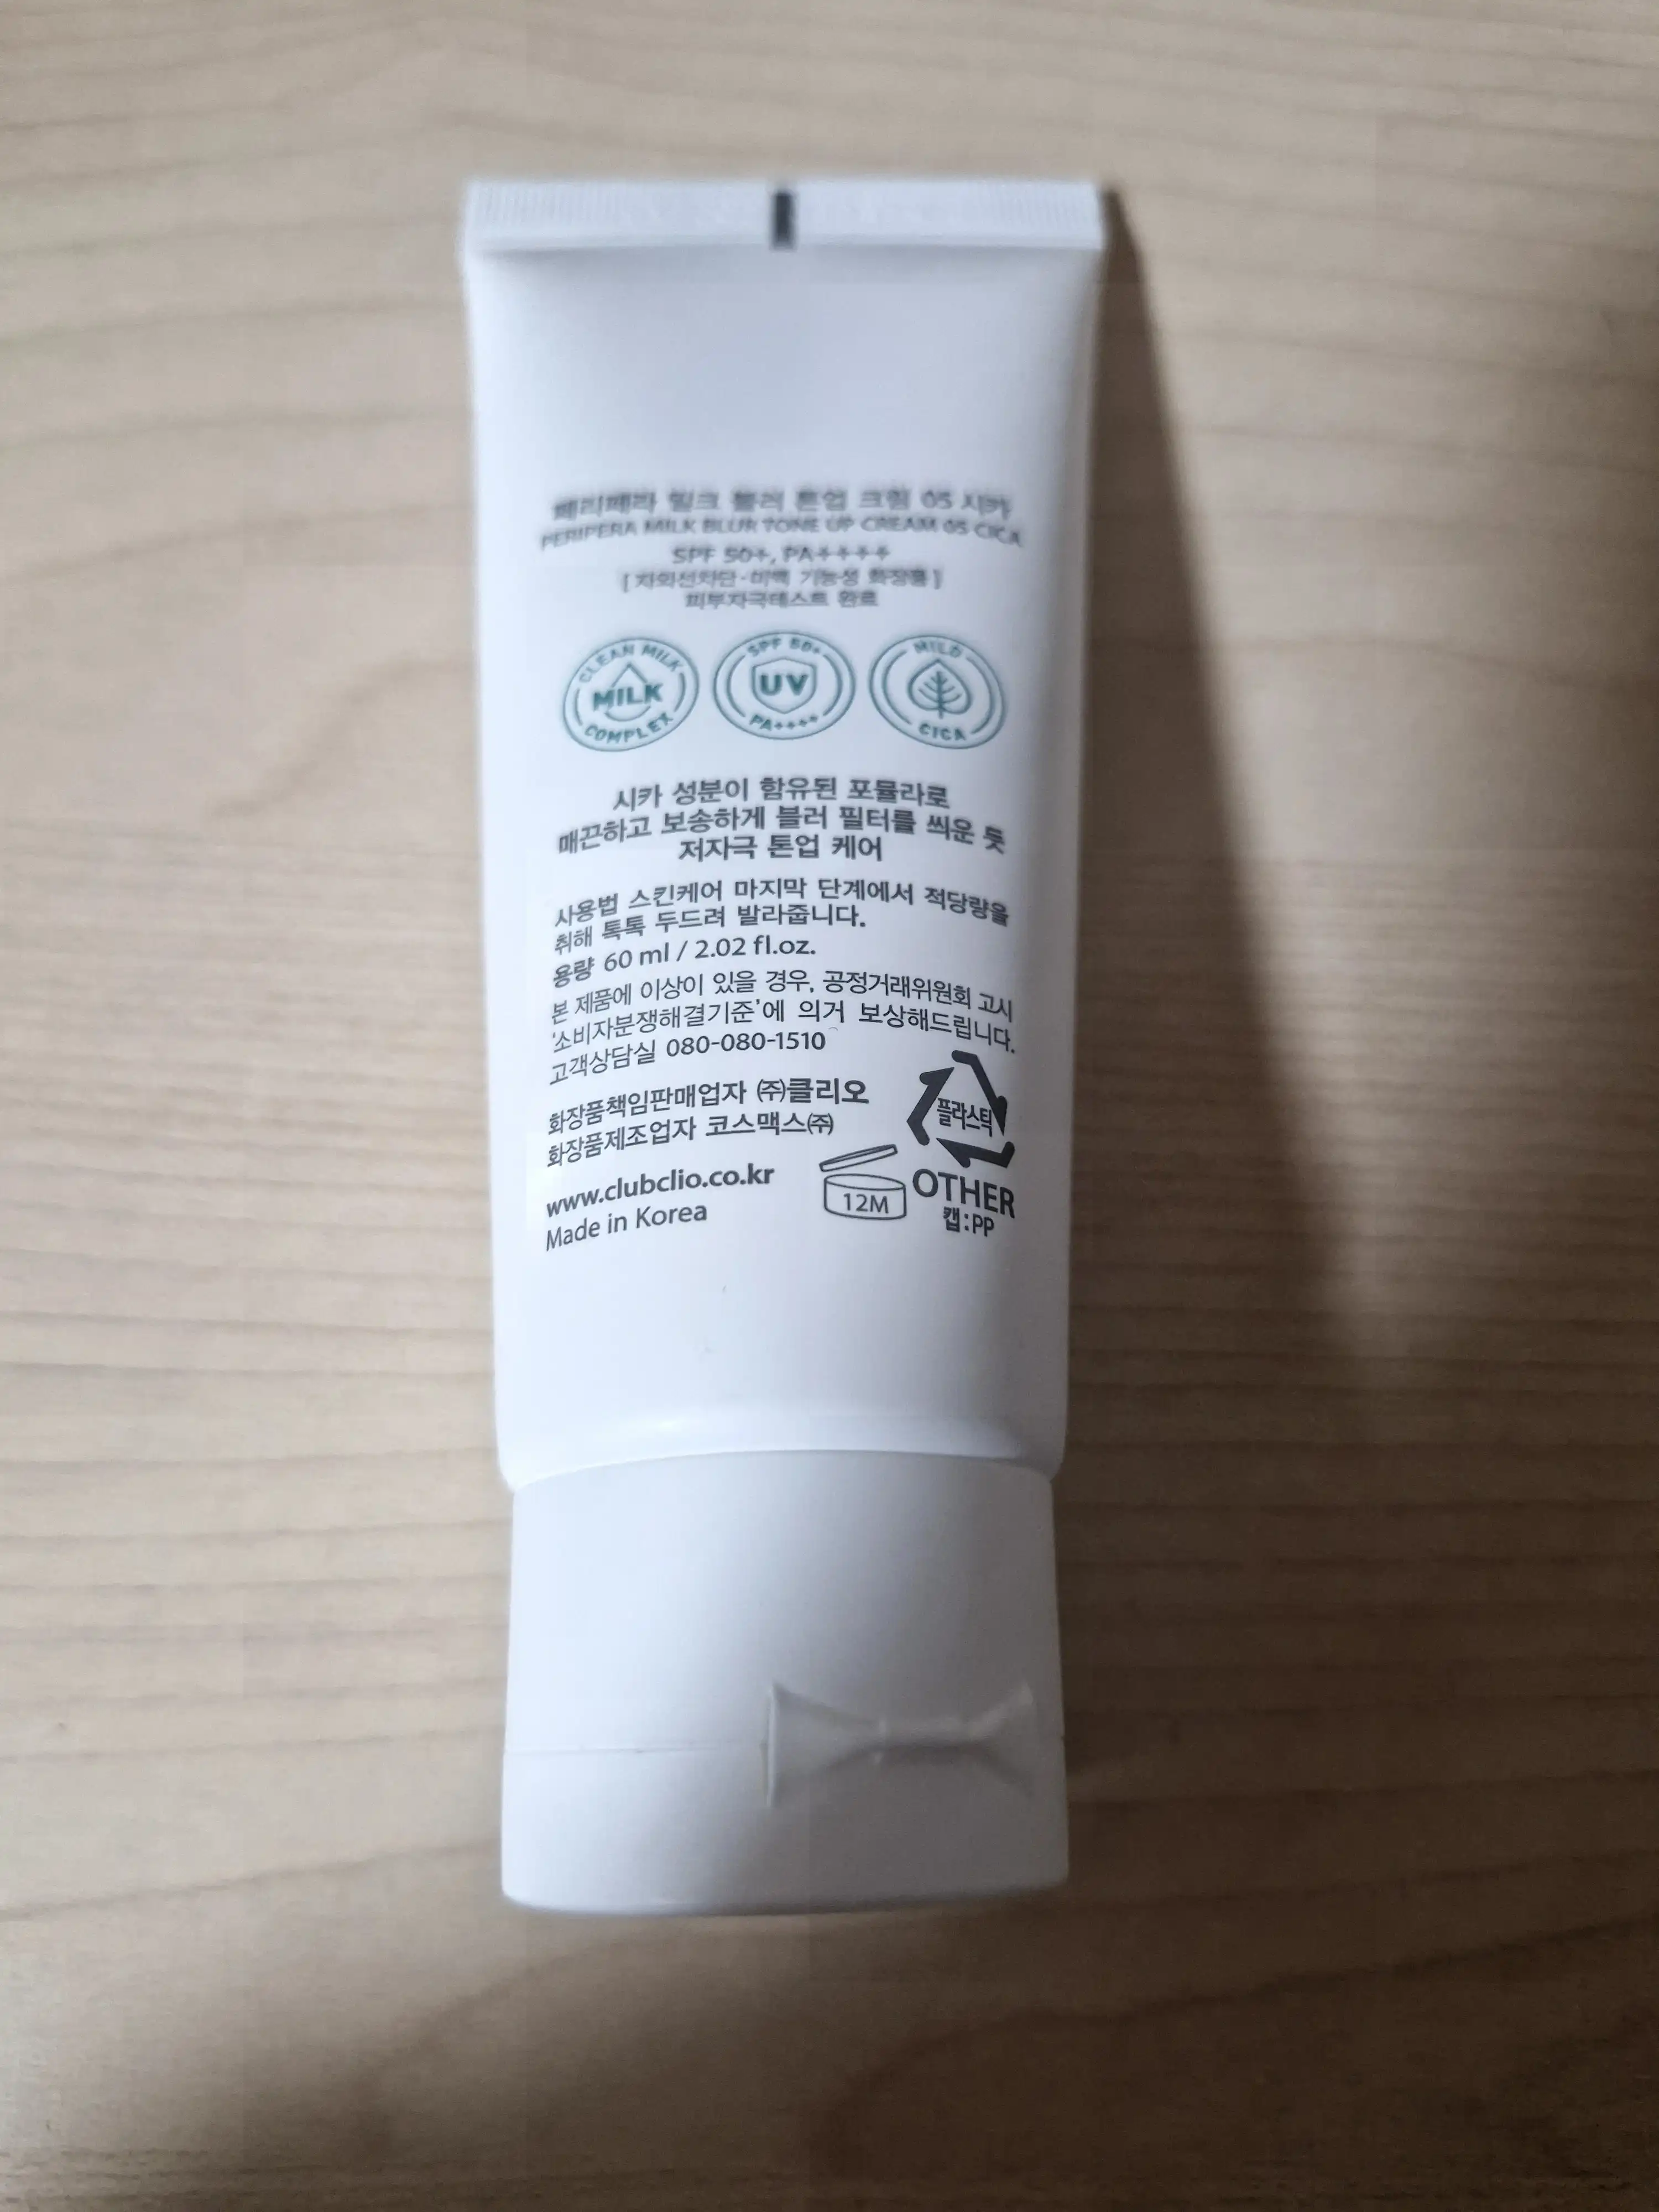 페리페라 밀크 블러 톤업 크림 05 시카
PERIPERA MILK BLUR TONE UP CREAM 05 CICA
SPF 50+, PA++++
[ 자외선차단·미백 기능성 화장품 ]
피부자극테스트 완료
CLEAN MILK
MILK
COMPLEX
SPF 50+
UV
PA++++
MILD
CICA
시카 성분이 함유된 포뮬라로
매끈하고 보송하게 블러 필터를 씌운 듯
저자극 톤업 케어
사용법 스킨케어 마지막 단계에서 적당량을
취해 톡톡 두드려 발라줍니다.
용량 60 ml / 2.02 fl.oz.
본 제품에 이상이 있을 경우, 공정거래위원회 고시
'소비자분쟁해결기준'에 의거 보상해드립니다.
고객상담실 080-080-1510
화장품책임판매업자 ㈜클리오
화장품제조업자 코스맥스㈜
플라스틱
OTHER
캡:PP
12M
www.clubclio.co.kr
Made in Korea